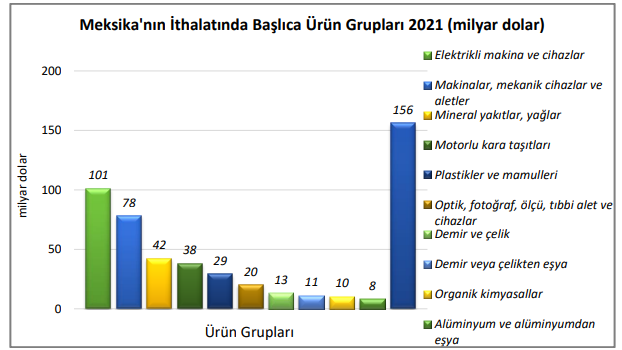 Meksika'nın İthalatında Başlıca Ürün Grupları 2021 (milyar dolar)
milyar dolar
200
150
100
50
0
101
78
42
38
29
20
13
11
10
8
156
Ürün Grupları
Elektrikli makina ve cihazlar
Makinalar, mekanik cihazlar ve
aletler
Mineral yakıtlar, yağlar
Motorlu kara taşıtları
Plastikler ve mamulleri
Optik, fotoğraf, ölçü, tıbbi alet ve
cihazlar
Demir ve çelik
Demir veya çelikten eşya
Organik kimyasallar
Alüminyum ve alüminyumdan
eşya